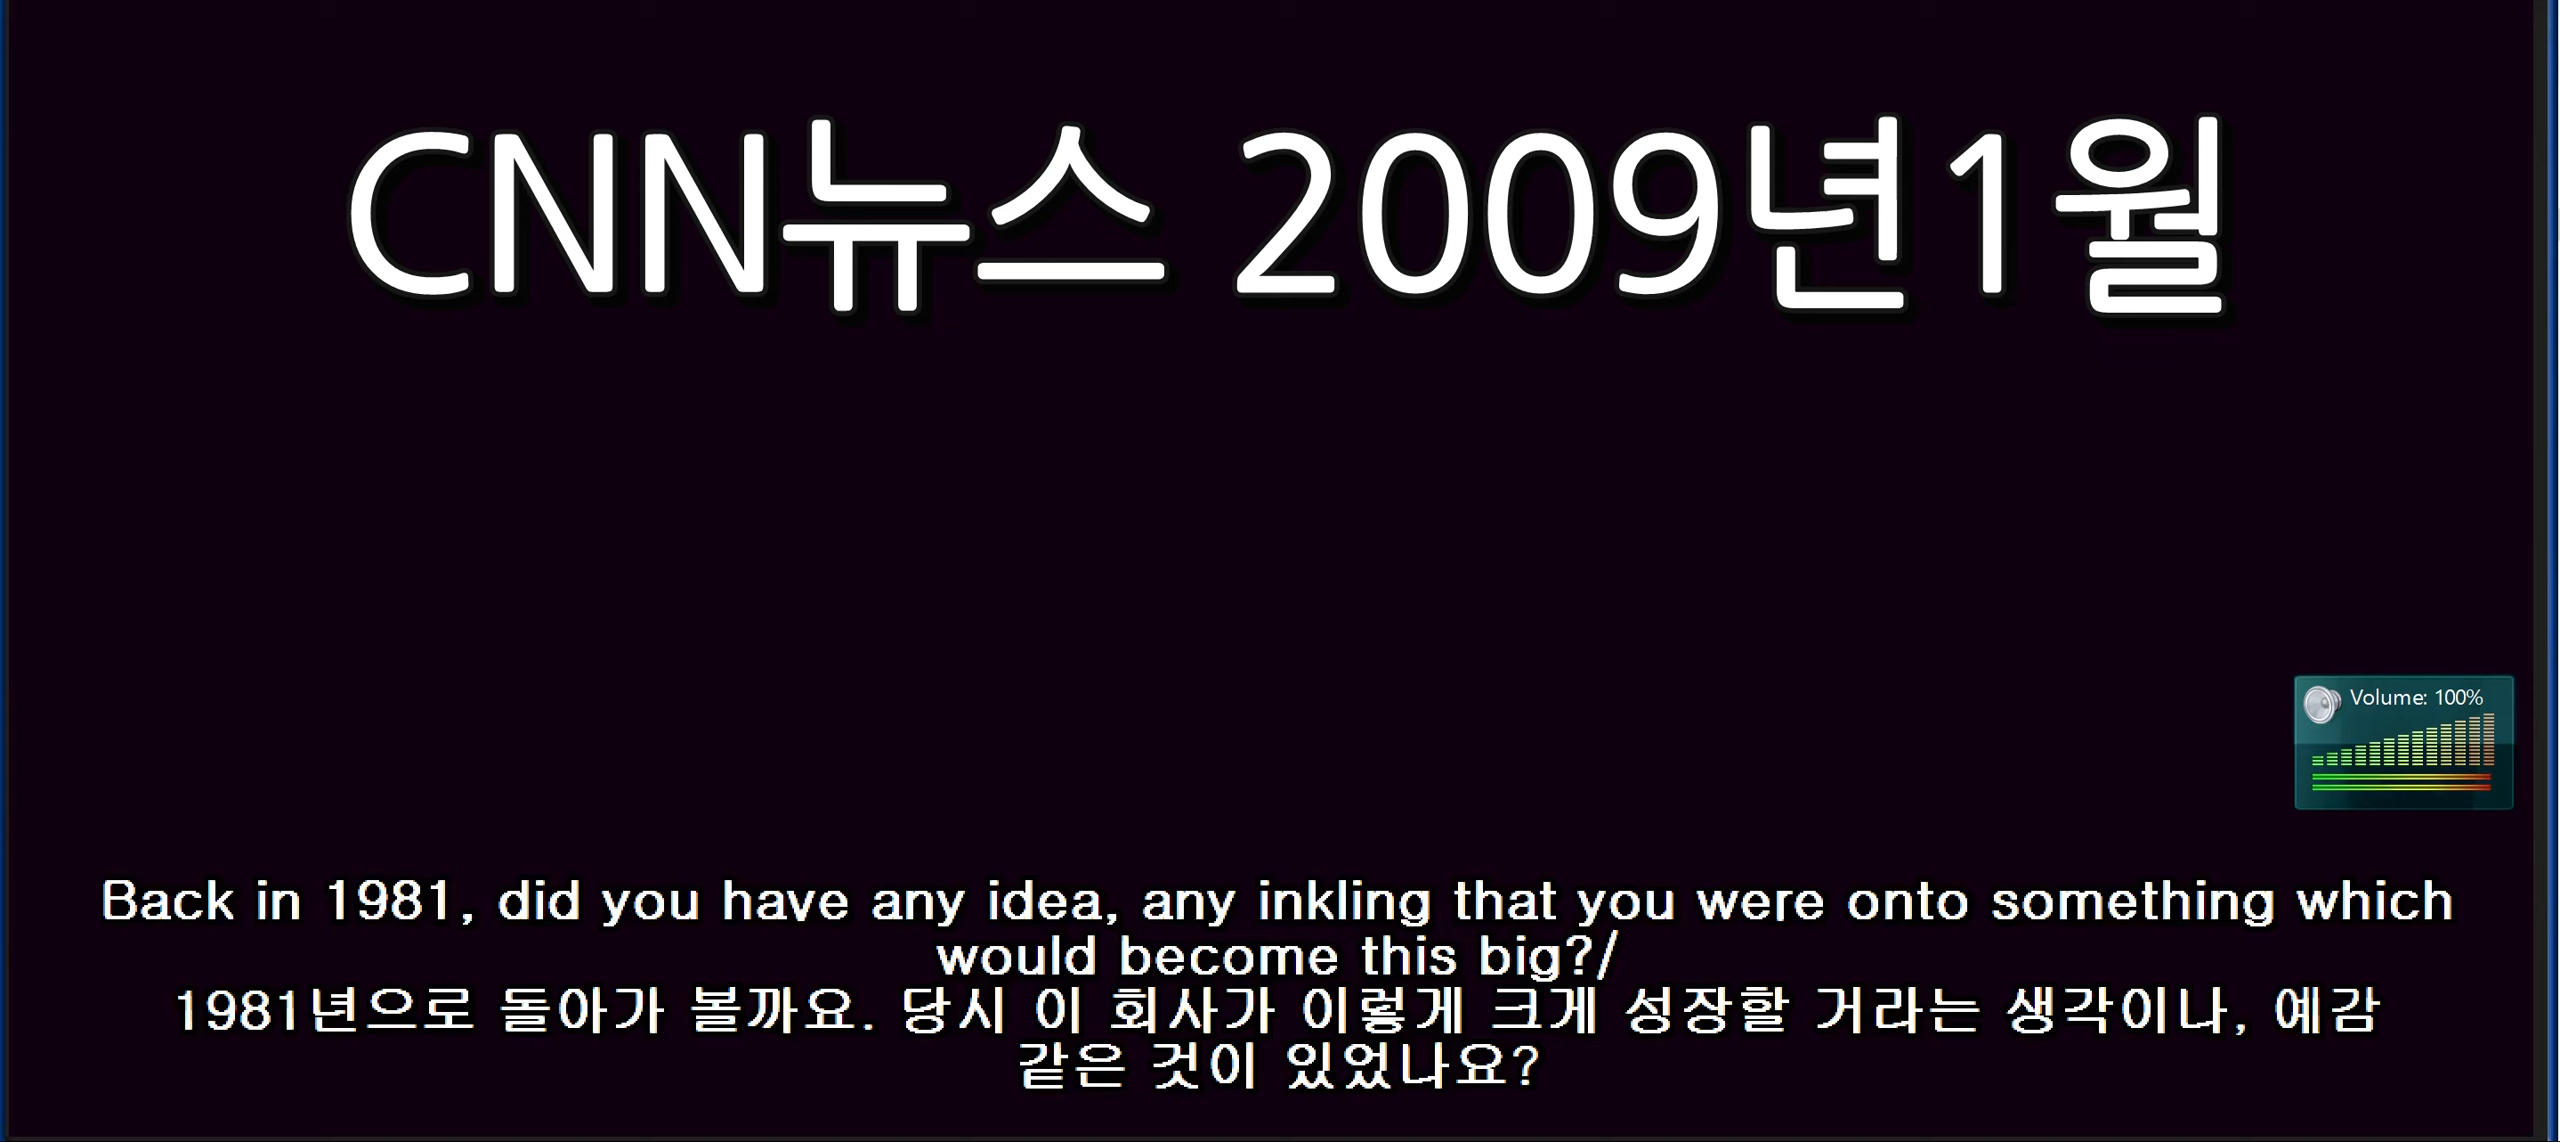 CNN뉴스 2009년1월
Volume: 100%
Back in 1981, did you have any idea, any inkling that you were onto something which
would become this big?/
1981년으로 돌아가 볼까요. 당시 이 회사가 이렇게 크게 성장할 거라는 생각이나, 예감
같은 것이 있었나요?